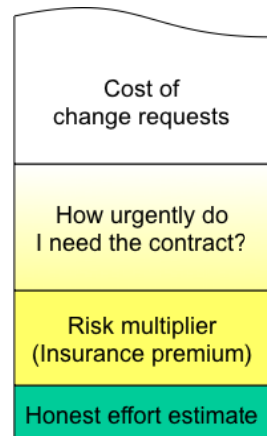 Cost of
change requests
How urgently do
I need the contract?
Risk multiplier
(Insurance premium)
Honest effort estimate